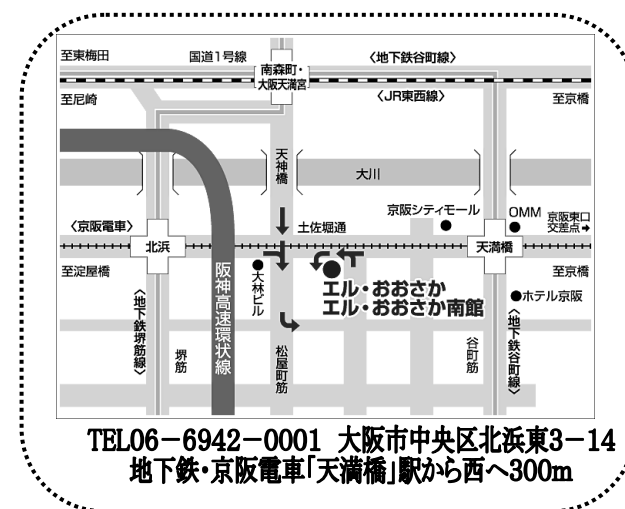 至東梅田
国道1号線
〈地下鉄谷町線〉
南森町・
大阪天満宮
至尼崎
〈JR東西線〉
至京橋
天神橋
大川
京阪シティモール
OMM
京阪東口
交差点➡
〈京阪電車〉
土佐堀通
北浜
天満橋
至淀屋橋
至京橋
大林ビル
エル・おおさか
エル・おおさか南館
ホテル京阪
阪神高速環状線
〈地下鉄堺筋線〉
堺筋
松屋町筋
谷町筋
〈地下鉄谷町線〉
TEL06−6942−0001 大阪市中央区北浜東3−14
地下鉄・京阪電車「天満橋」駅から西へ300m